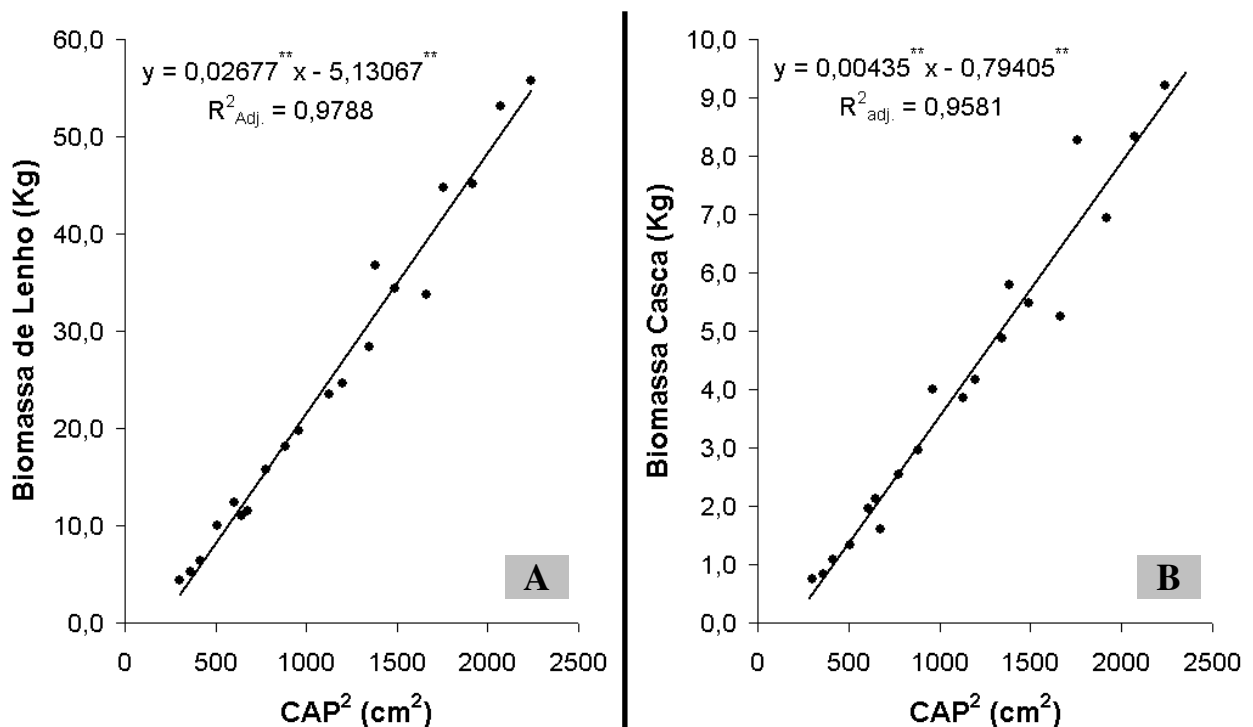 y = 0,02677**x - 5,13067**
R²Adj. = 0,9788
Biomassa de Lenho (Kg)
60,0
50,0
40,0
30,0
20,0
10,0
0,0
0 500 1000 1500 2000 2500
CAP² (cm²)
A
y = 0,00435**x - 0,79405**
R²adj. = 0,9581
Biomassa Casca (Kg)
10,0
9,0
8,0
7,0
6,0
5,0
4,0
3,0
2,0
1,0
0,0
0 500 1000 1500 2000 2500
CAP² (cm²)
B